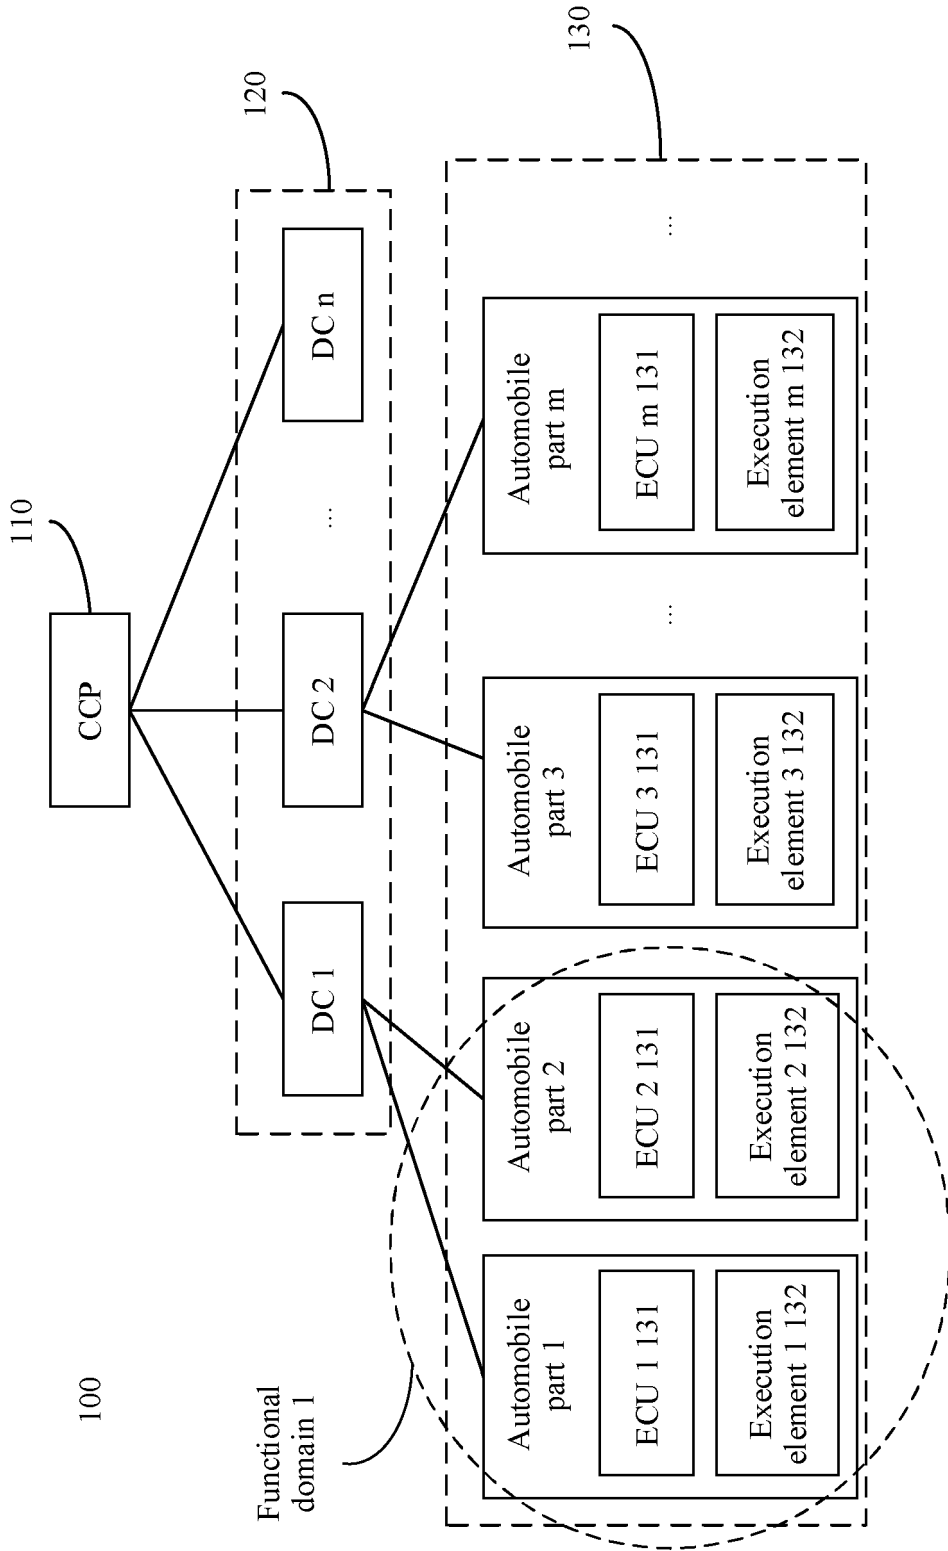 100
CCP
110
120
DC 1
DC 2
...
DC n
Functional
domain 1
130
Automobile
part 1
ECU 1 131
Execution
element 1 132
Automobile
part 2
ECU 2 131
Execution
element 2 132
Automobile
part 3
ECU 3 131
Execution
element 3 132
...
Automobile
part m
ECU m 131
Execution
element m 132
...